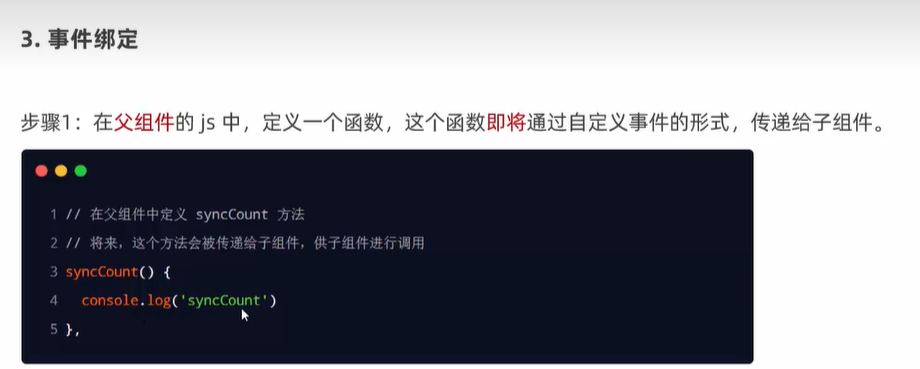 3. 事件绑定
步骤1：在父组件的 js 中，定义一个函数，这个函数即将通过自定义事件的形式，传递给子组件。
1 // 在父组件中定义 syncCount 方法
2 // 将来，这个方法会被传递给子组件，供子组件进行调用
3 syncCount() {
4   console.log('syncCount')
5 },